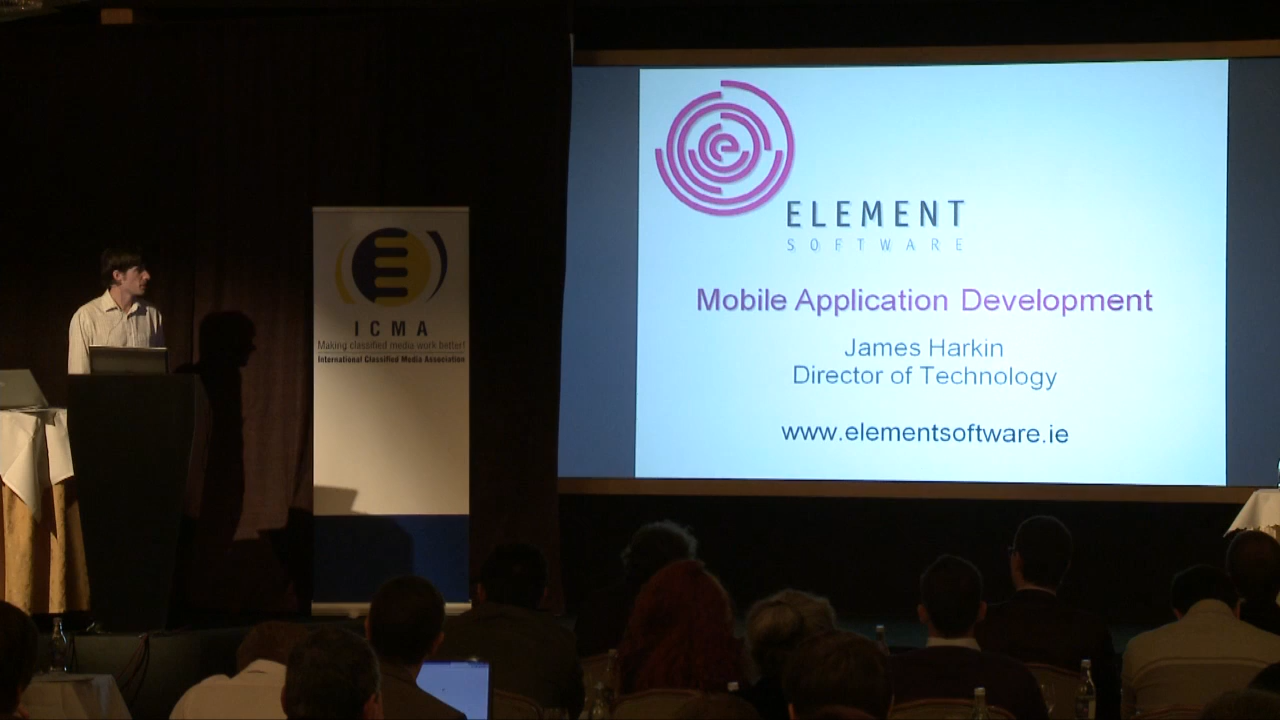 ICMA
Making classified media work better!
International Classified Media Association
e
ELEMENT
SOFTWARE
Mobile Application Development
James Harkin
Director of Technology
www.elementsoftware.ie